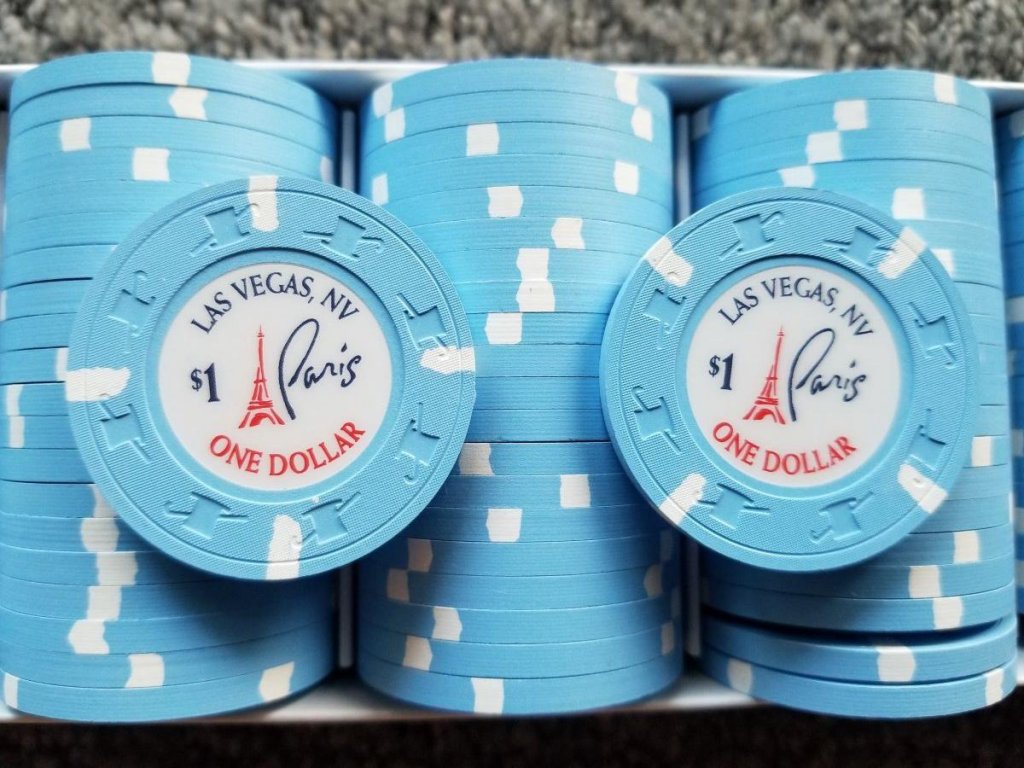 LAS VEGAS, NV
$1 Paris
ONE DOLLAR
LAS VEGAS, NV
$1 Paris
ONE DOLLAR